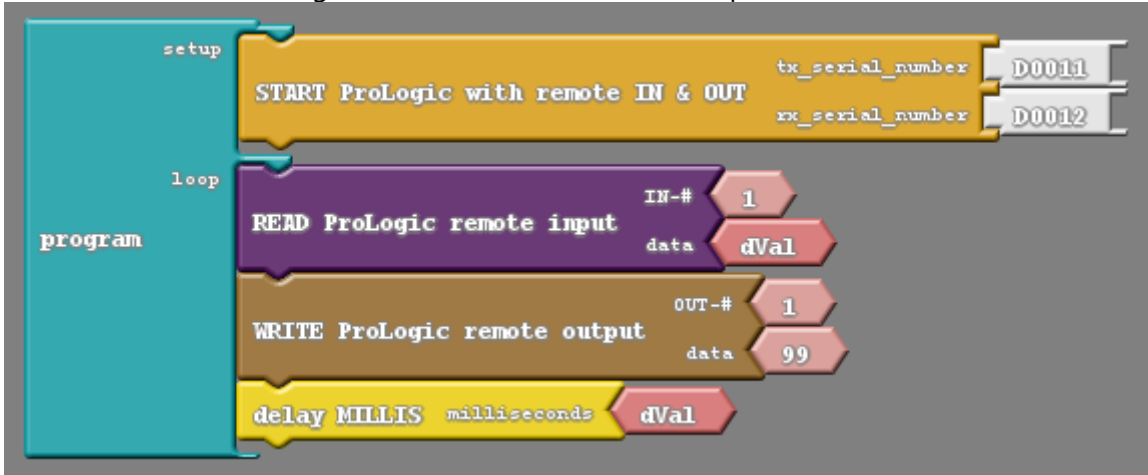 program
setup
START ProLogic with remote IN & OUT
tx_serial_number D0011
rx_serial_number D0012
loop
READ ProLogic remote input
IN-# 1
data dVal
WRITE ProLogic remote output
OUT-# 1
data 99
delay MILLIS milliseconds dVal